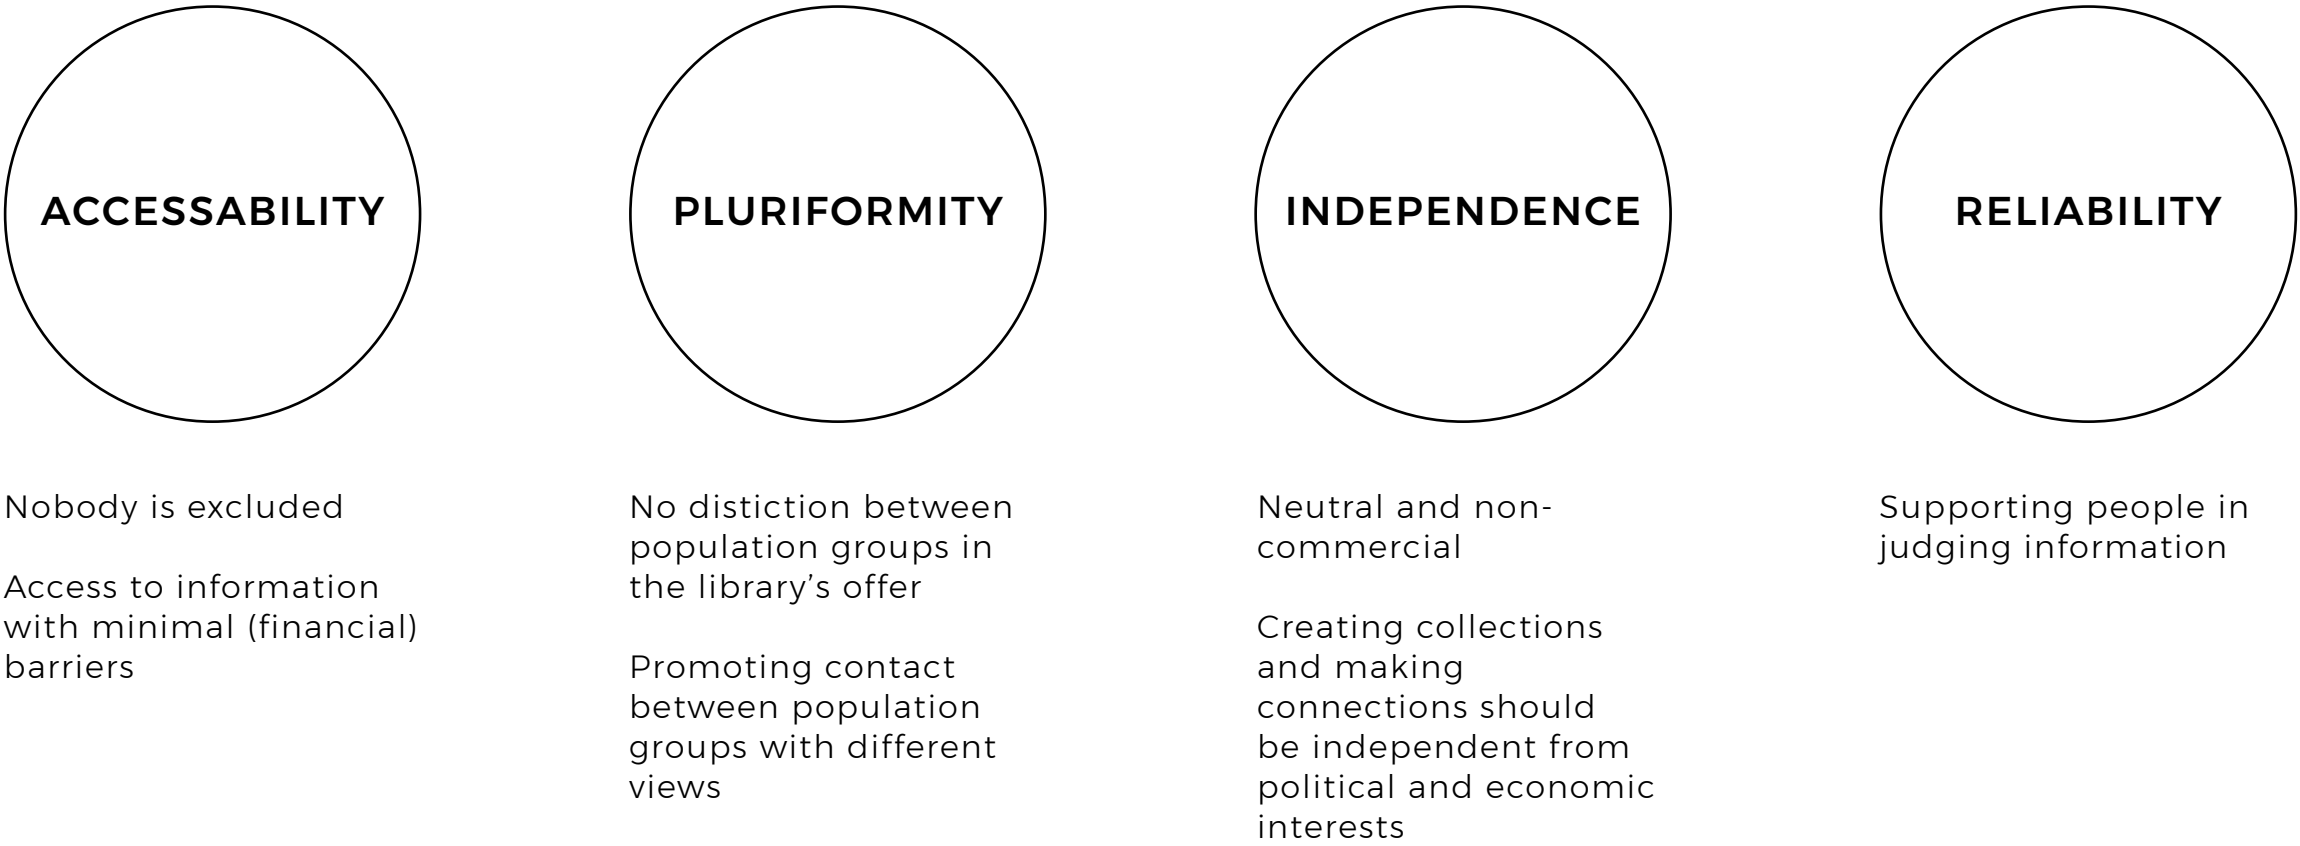 ACCESSABILITY
Nobody is excluded
Access to information
with minimal (financial)
barriers
PLURIFORMITY
No distiction between
population groups in
the library’s offer
Promoting contact
between population
groups with different
views
INDEPENDENCE
Neutral and non-
commercial
Creating collections
and making
connections should
be independent from
political and economic
interests
RELIABILITY
Supporting people in
judging information